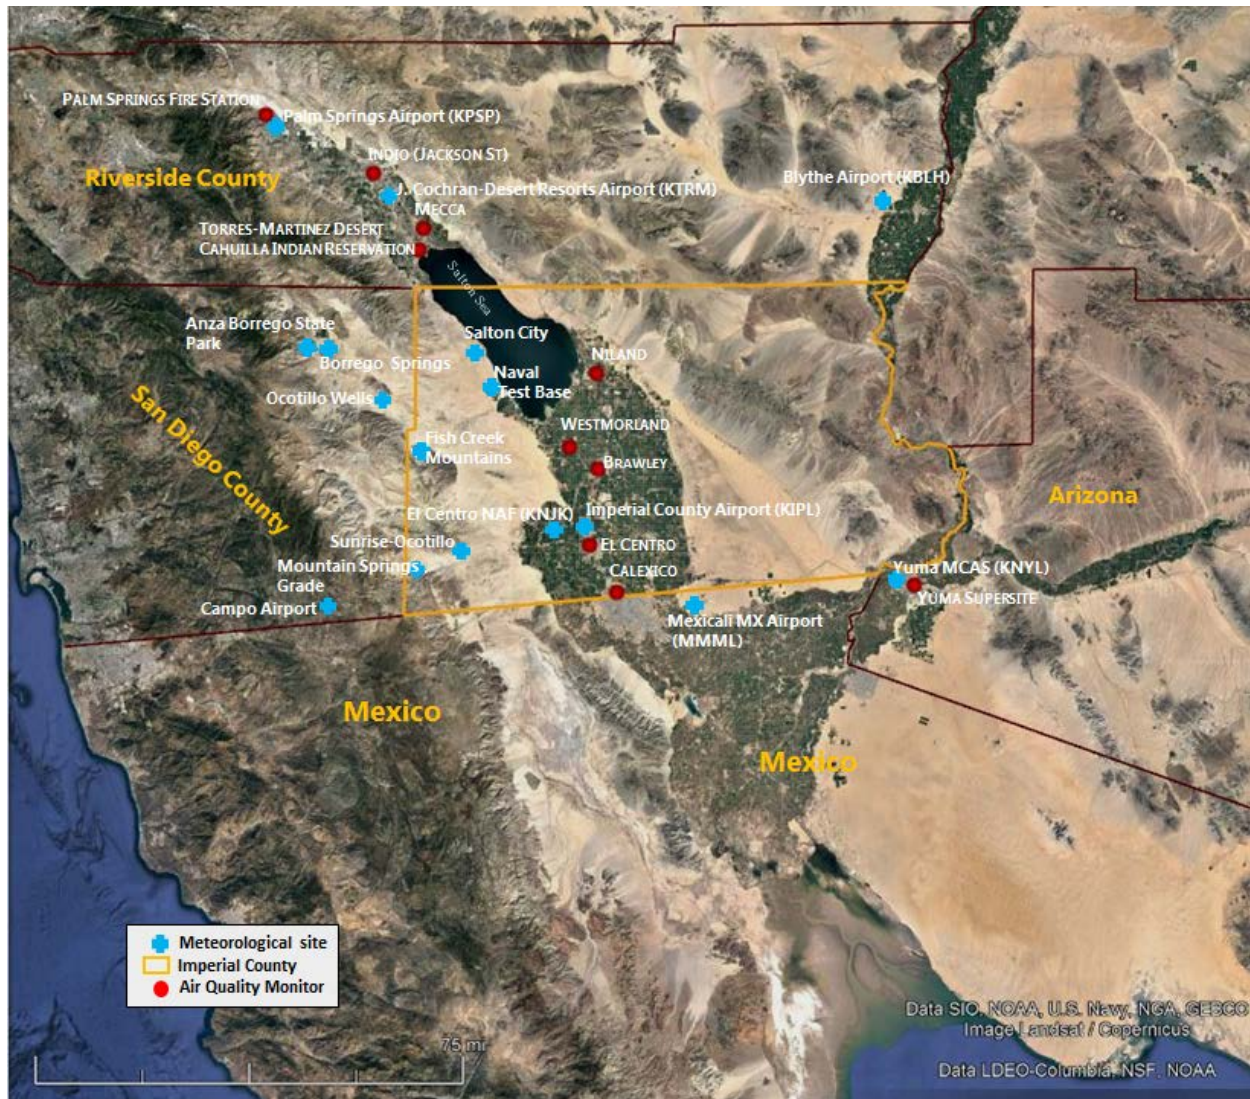 PALM SPRINGS FIRE STATION
Palm Springs Airport (KPSP)
INDIO (JACKSON ST)
Riverside County
J. Cochran-Desert Resorts Airport (KTRM)
Blythe Airport (KBLH)
MECCA
TORRES-MARTINEZ DESERT
CAHUILLA INDIAN RESERVATION
Salton Sea
Anza Borrego State
Park
Salton City
Borrego Springs
NILAND
Naval
Test Base
Ocotillo Wells
San Diego County
WESTMORLAND
Fish Creek
Mountains
BRAWLEY
Arizona
El Centro NAF (KNJK)
Imperial County Airport (KIPL)
Sunrise-Ocotillo
EL CENTRO
Mountain Springs
Grade
CALEXICO
Yuma MCAS (KNYL)
YUMA SUPERSITE
Campo Airport
Mexicali MX Airport
(MMML)
Mexico
Mexico
Meteorological site
Imperial County
Air Quality Monitor
75 mi
Data SIO, NOAA, U.S. Navy, NGA, GEBCO
Image Landsat / Copernicus
Data LDEO-Columbia, NSF, NOAA